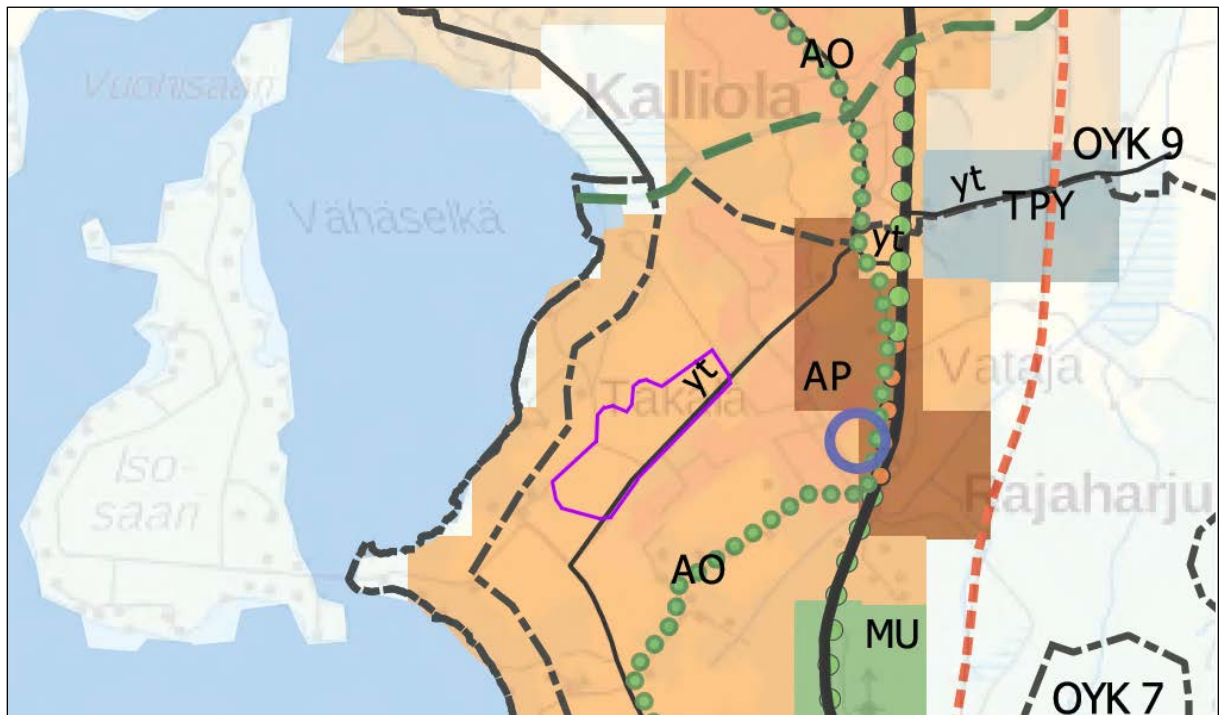 AO
Vuohisaari
Kalliola
OYK 9
yt
TPY
Vähäselkä
yt
Vataja
AP
yt
Takala
Iso-
saari
Rajaharju
AO
MU
OYK 7